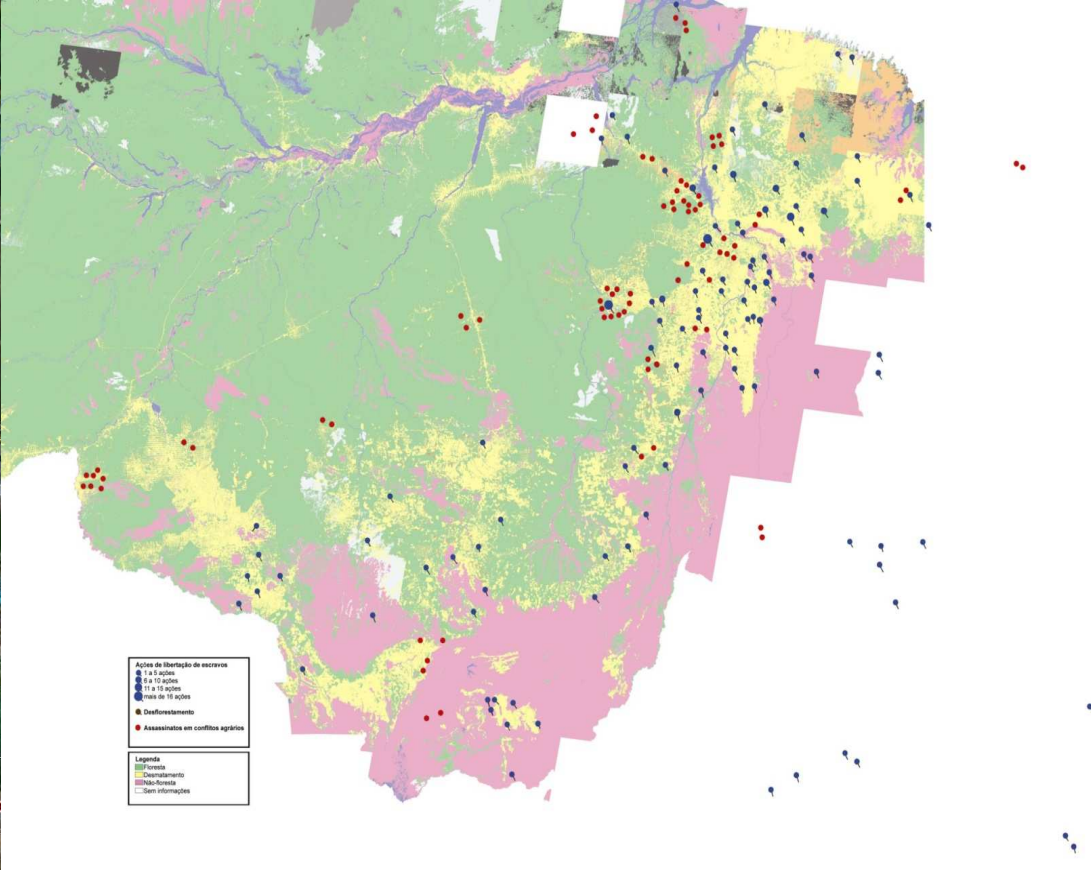 Ações de libertação de escravos
1 a 5 ações
6 a 10 ações
11 a 15 ações
mais de 16 ações
Desflorestamento
Assassinatos em conflitos agrários
Legenda
Floresta
Desmatamento
Não-floresta
Sem informações